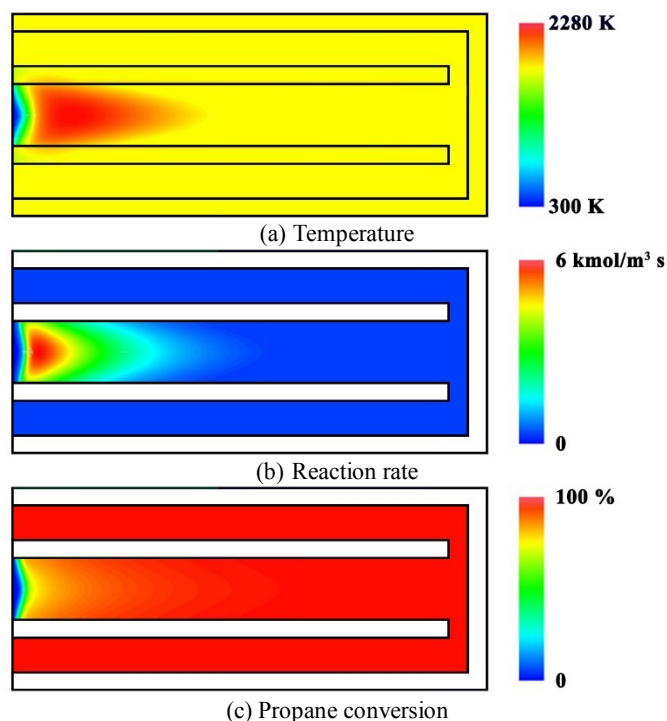 2280 K
300 K
(a) Temperature
6 kmol/m³ s
0
(b) Reaction rate
100 %
0
(c) Propane conversion